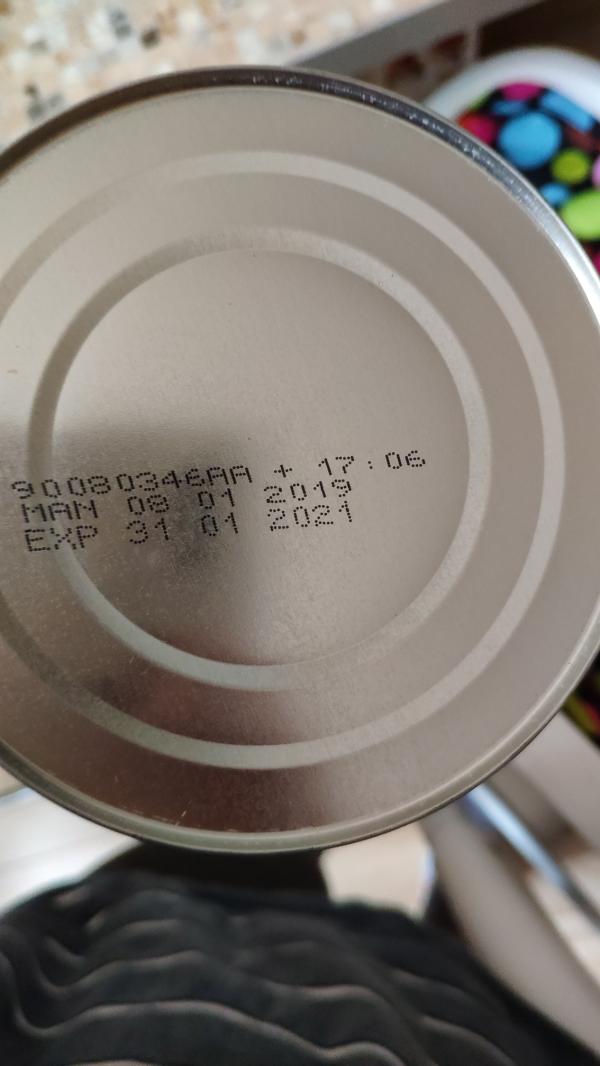 90080346AA + 17:06
MAN 08 01 2019
EXP 31 01 2021